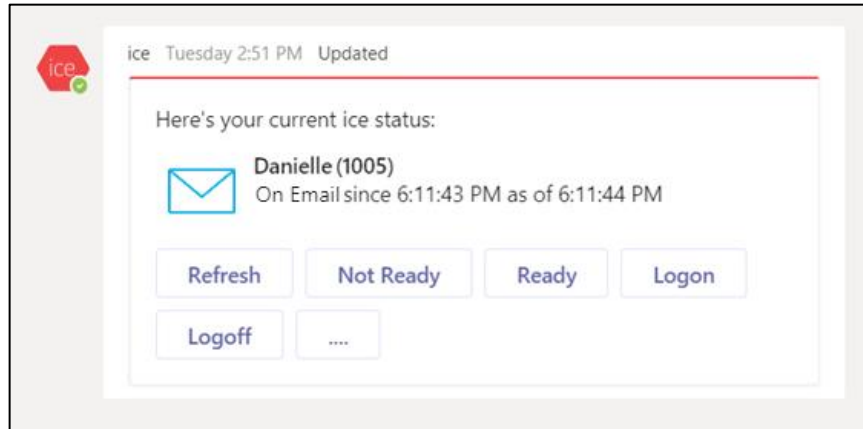 ice
ice Tuesday 2:51 PM Updated
Here's your current ice status:
Danielle (1005)
On Email since 6:11:43 PM as of 6:11:44 PM
Refresh Not Ready Ready Logon
Logoff ....